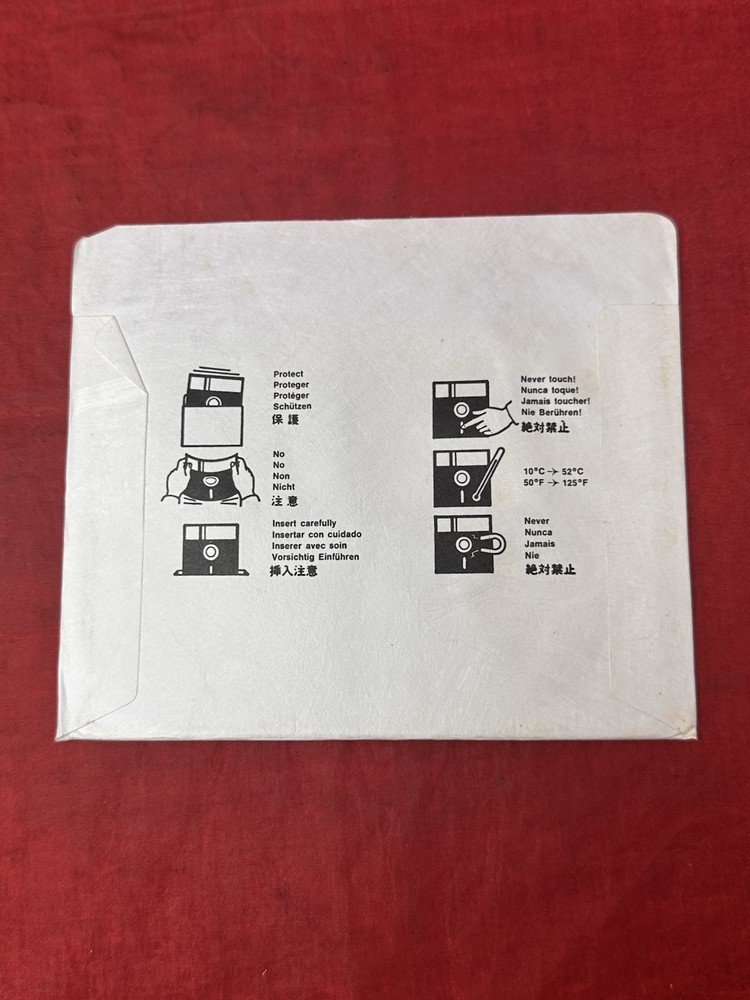 Protect
Proteger
Protéger
Schützen
保護
No
No
Non
Nicht
注意
Insert carefully
Insertar con cuidado
Inserer avec soin
Vorsichtig Einführen
挿入注意
Never touch!
Nunca toque!
Jamais toucher!
Nie Berühren!
絶対禁止
10°C → 52°C
50°F → 125°F
Never
Nunca
Jamais
Nie
絶対禁止